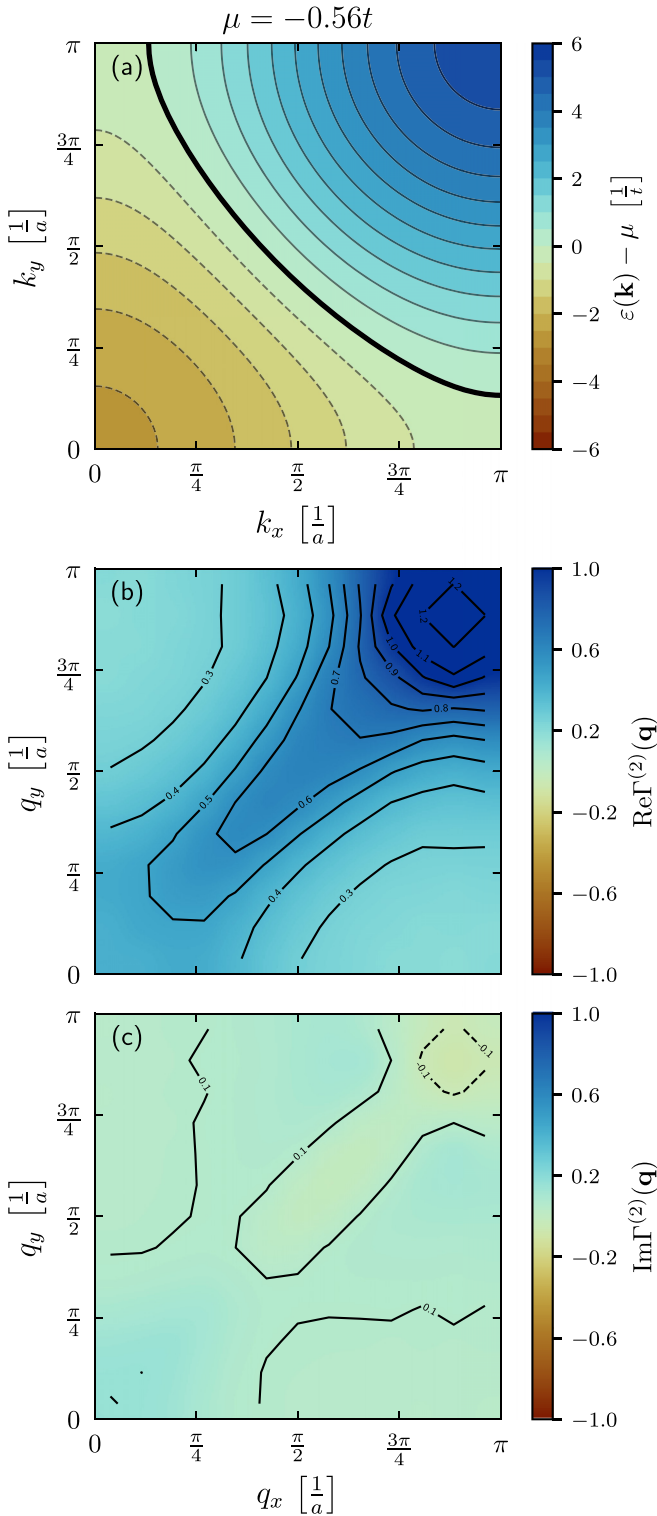 μ = −0.56t
(a)
π
3π/4
π/2
π/4
0
k_y [1/a]
0 π/4 π/2 3π/4 π
k_x [1/a]
6
4
2
0
−2
−4
−6
ε(𝐤) − μ [1/t]
(b)
π
3π/4
π/2
π/4
0
q_y [1/a]
1.2
1.2
1.0
1.1
0.9
0.8
0.7
0.3
0.4
0.5
0.6
0.4
0.3
1.0
0.6
0.2
−0.2
−0.6
−1.0
ReΓ⁽²⁾(𝐪)
(c)
π
3π/4
π/2
π/4
0
q_y [1/a]
-0.1
-0.1
0.1
0.1
0.1
0 π/4 π/2 3π/4 π
q_x [1/a]
1.0
0.6
0.2
−0.2
−0.6
−1.0
ImΓ⁽²⁾(𝐪)